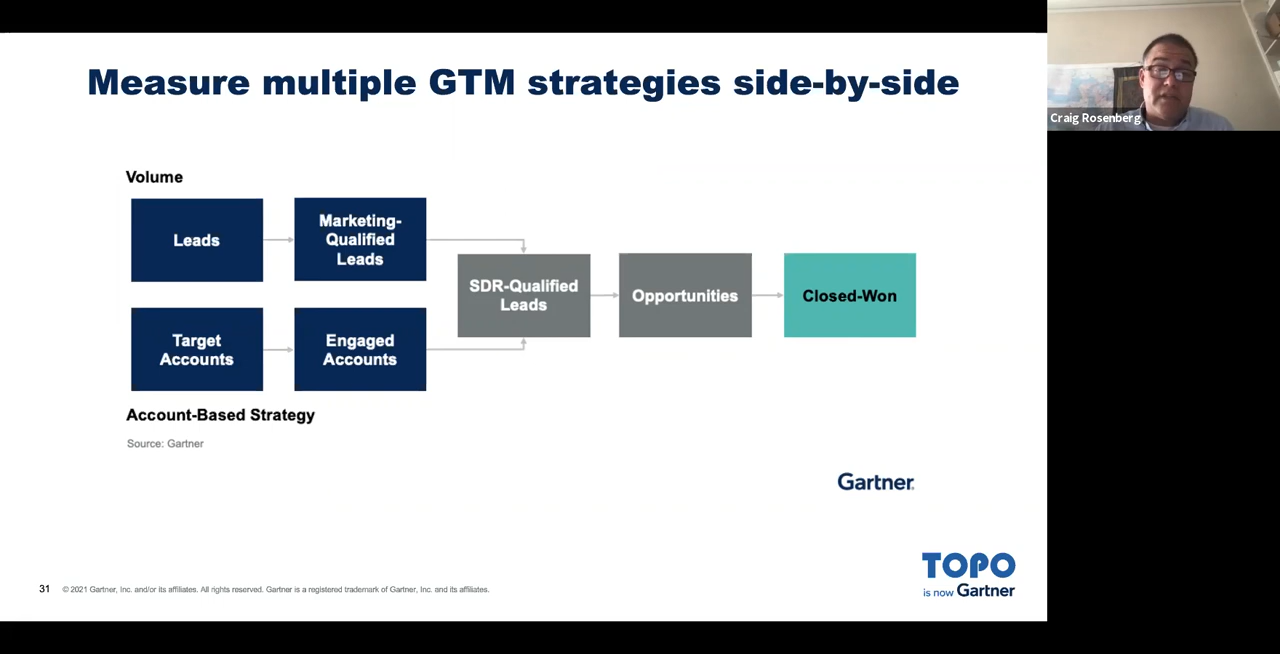 Measure multiple GTM strategies side-by-side
Craig Rosenberg
Volume
Leads
Marketing-
Qualified
Leads
SDR-Qualified
Leads
Opportunities
Closed-Won
Target
Accounts
Engaged
Accounts
Account-Based Strategy
Source: Gartner
Gartner.
TOPO
is now Gartner
31 © 2021 Gartner, Inc. and/or its affiliates. All rights reserved. Gartner is a registered trademark of Gartner, Inc. and its affiliates.